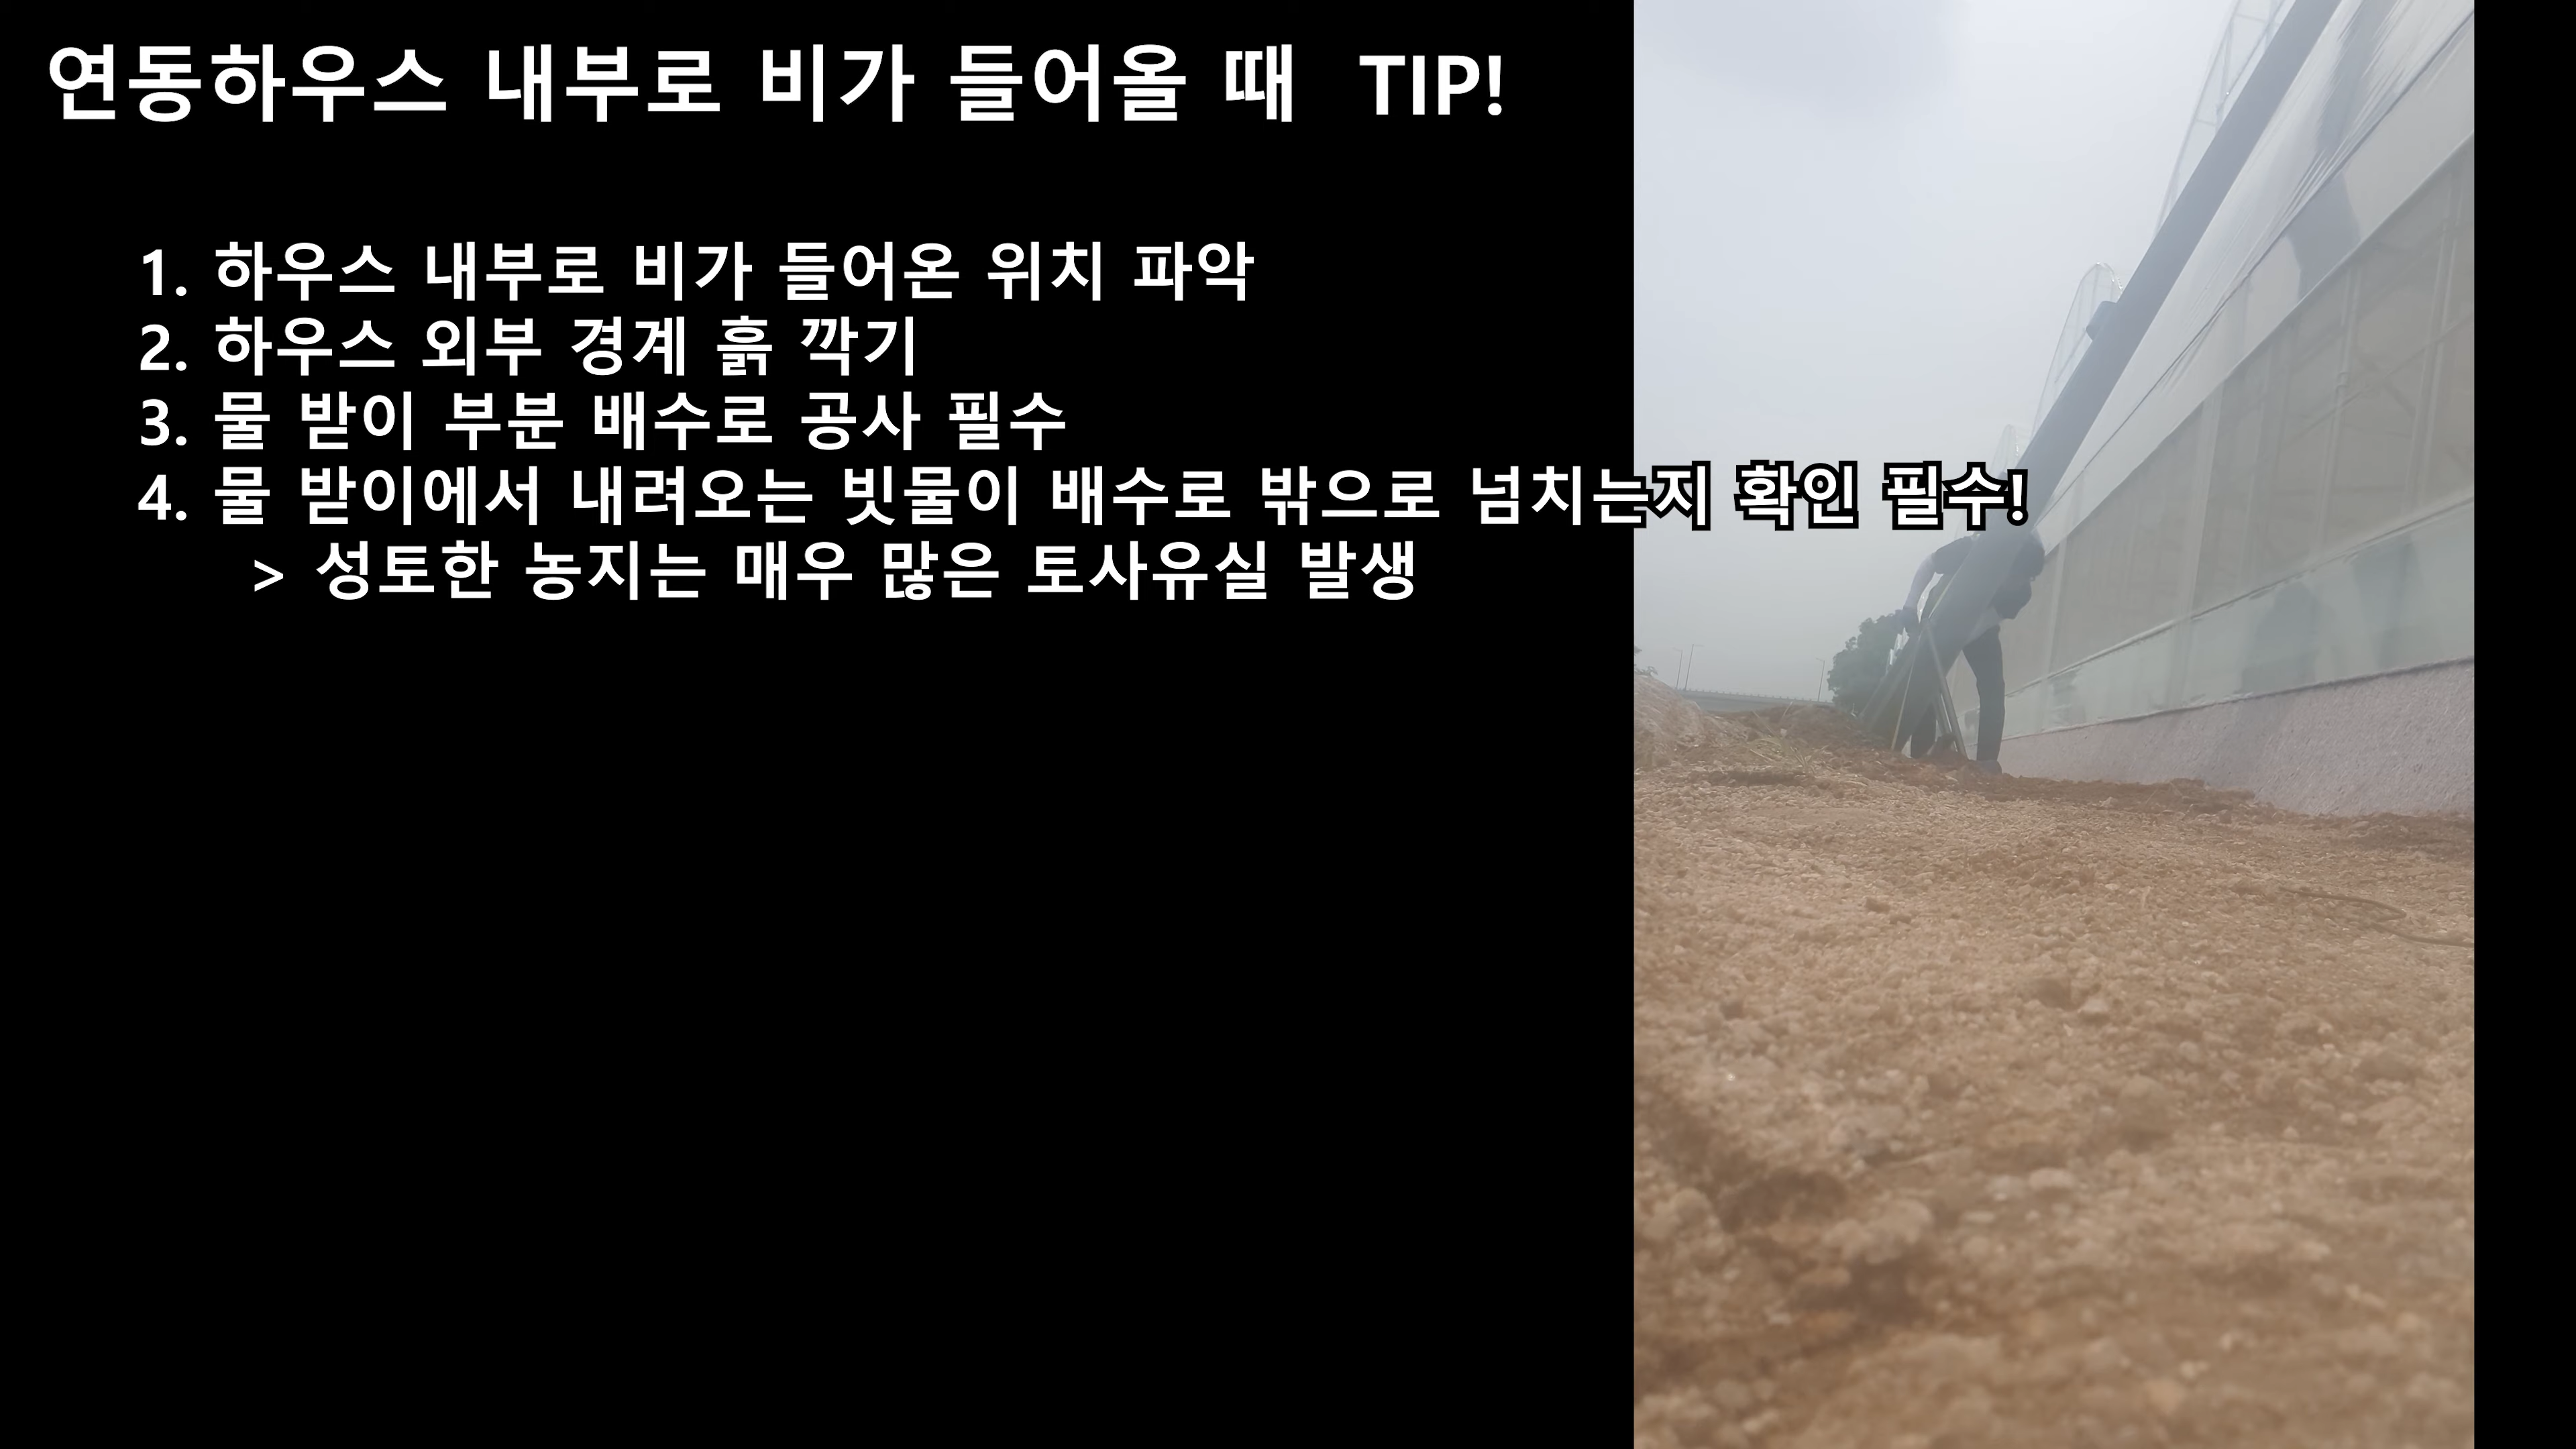 연동하우스 내부로 비가 들어올 때 TIP!
1. 하우스 내부로 비가 들어온 위치 파악
2. 하우스 외부 경계 흙 깍기
3. 물 받이 부분 배수로 공사 필수
4. 물 받이에서 내려오는 빗물이 배수로 밖으로 넘치는지 확인 필수!
> 성토한 농지는 매우 많은 토사유실 발생